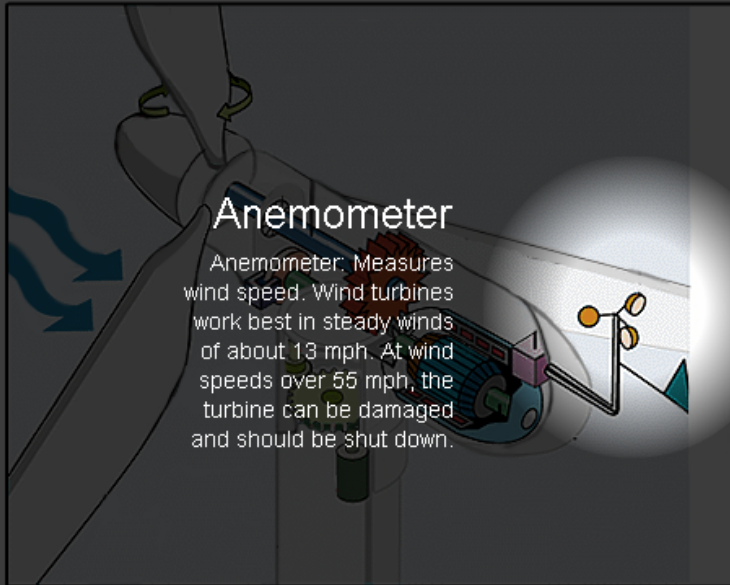 Anemometer
Anemometer: Measures
wind speed. Wind turbines
work best in steady winds
of about 13 mph. At wind
speeds over 55 mph, the
turbine can be damaged
and should be shut down.